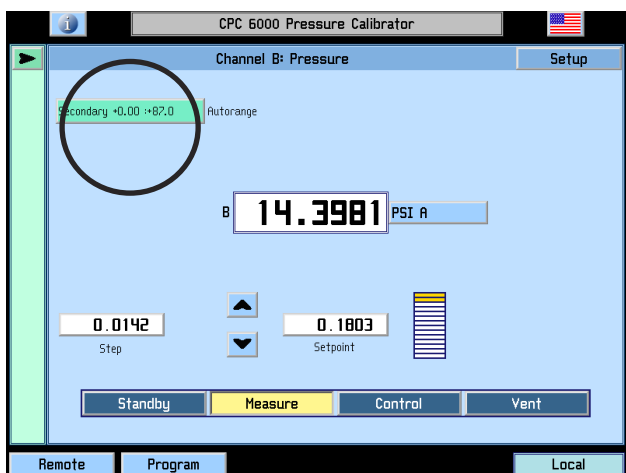 CPC 6000 Pressure Calibrator
Channel B: Pressure
Setup
Secondary +0.00 :+87.0
Autorange
B 14.3981 PSI A
0.0142
0.1803
Step
Setpoint
Standby
Measure
Control
Vent
Remote
Program
Local